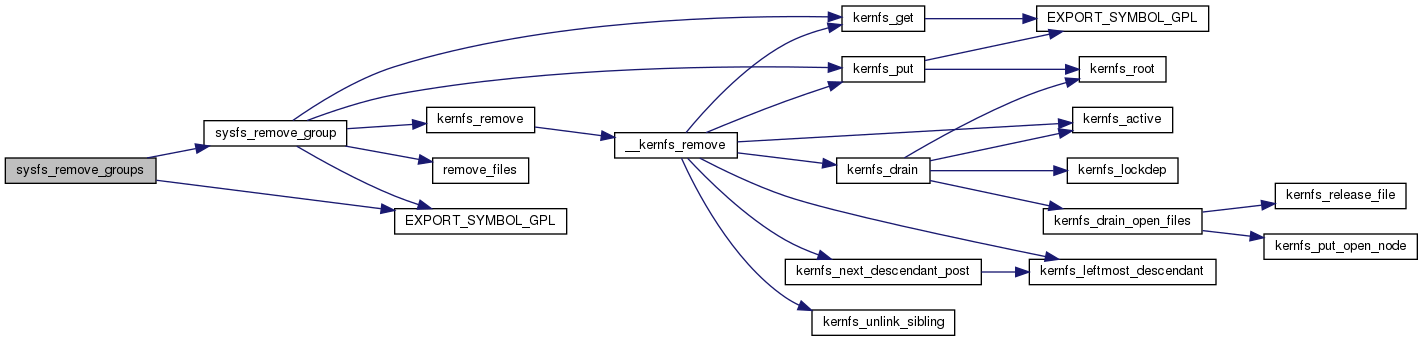 sysfs_remove_groups
sysfs_remove_group
kernfs_remove
remove_files
EXPORT_SYMBOL_GPL
__kernfs_remove
kernfs_get
kernfs_put
kernfs_drain
kernfs_next_descendant_post
kernfs_unlink_sibling
EXPORT_SYMBOL_GPL
kernfs_root
kernfs_active
kernfs_lockdep
kernfs_drain_open_files
kernfs_leftmost_descendant
kernfs_release_file
kernfs_put_open_node